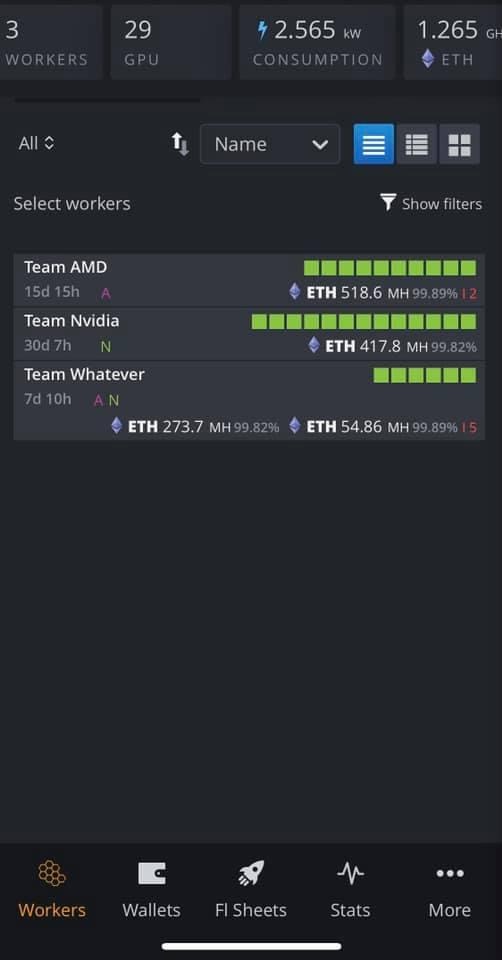 3
WORKERS
29
GPU
2.565 kW
CONSUMPTION
1.265 GH
ETH
All
Name
Select workers
Show filters
Team AMD
15d 15h A
ETH 518.6 MH 99.89% I 2
Team Nvidia
30d 7h N
ETH 417.8 MH 99.82%
Team Whatever
7d 10h A N
ETH 273.7 MH 99.82% ETH 54.86 MH 99.89% I 5
Workers
Wallets
Fl Sheets
Stats
More